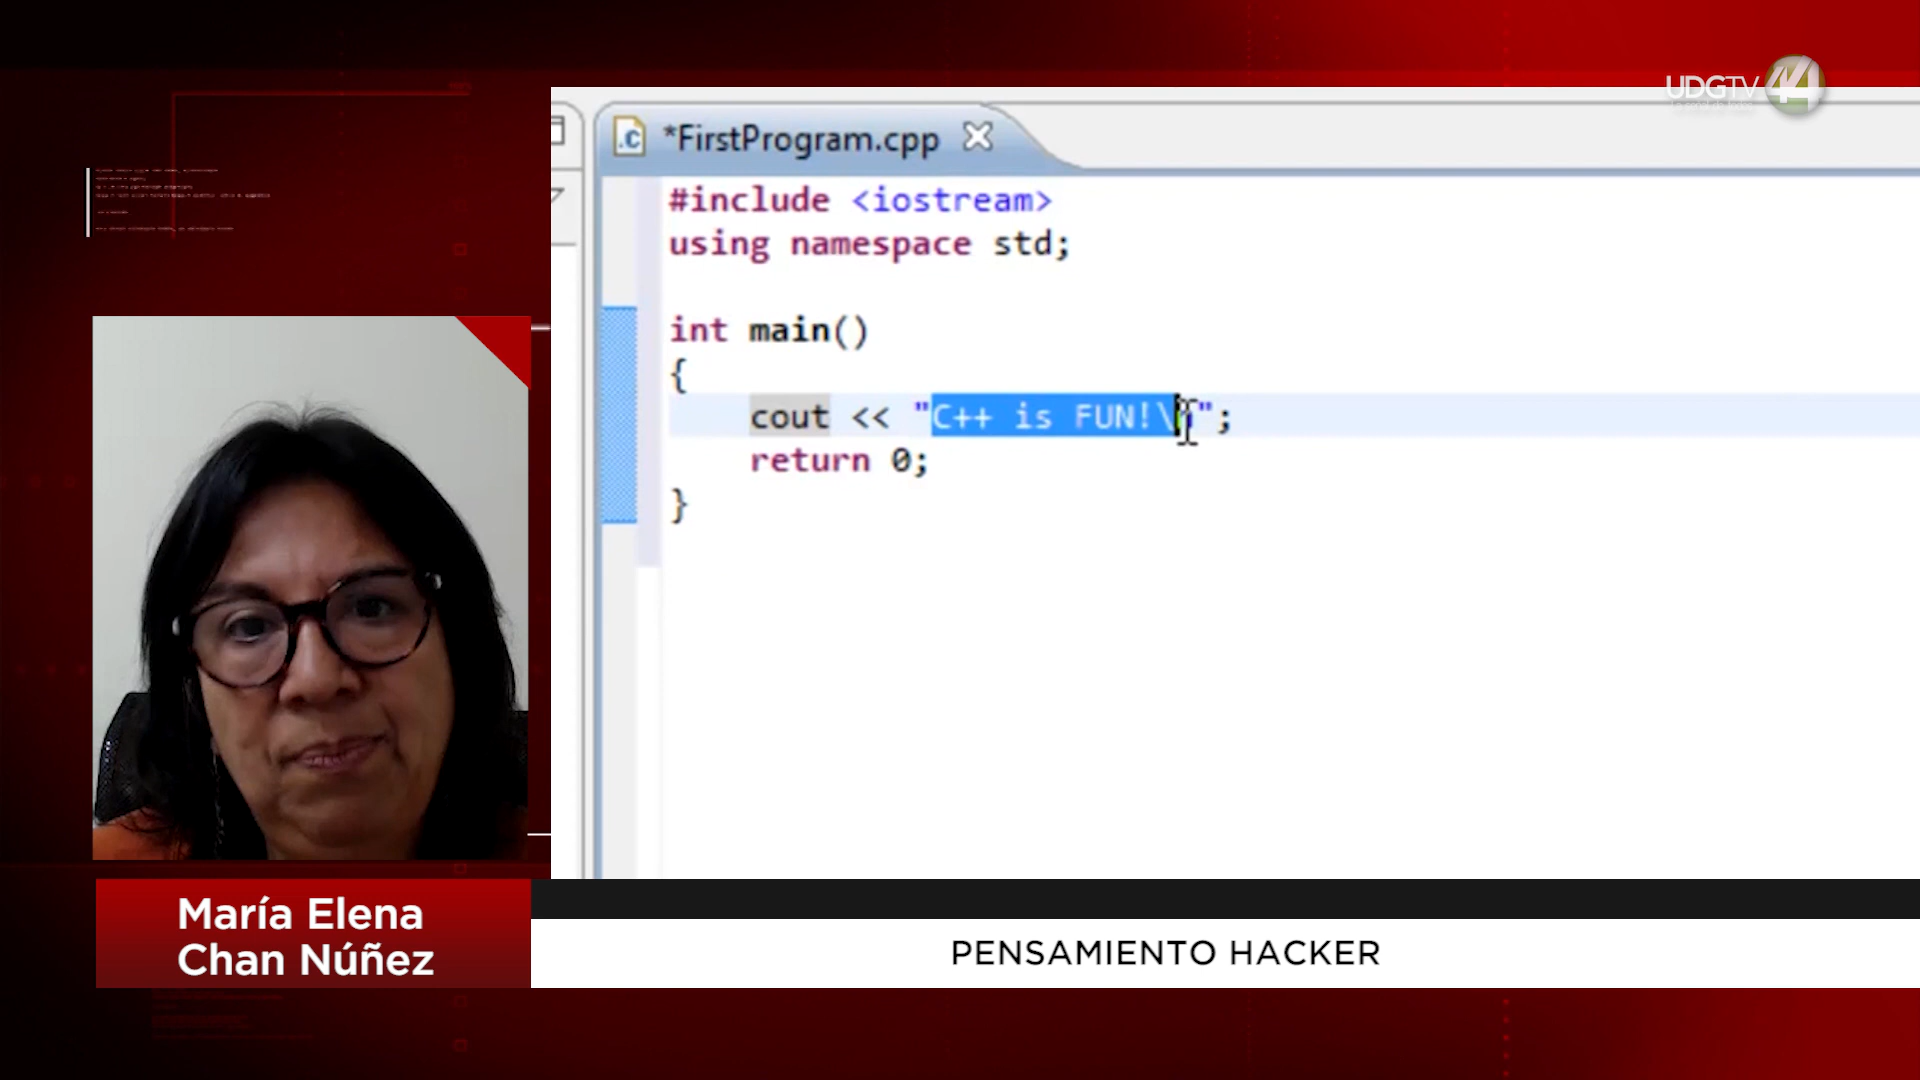 UDGTV 44
*FirstProgram.cpp
#include <iostream>
using namespace std;
int main()
{
cout << "C++ is FUN!\n";
return 0;
}
María Elena
Chan Núñez
PENSAMIENTO HACKER